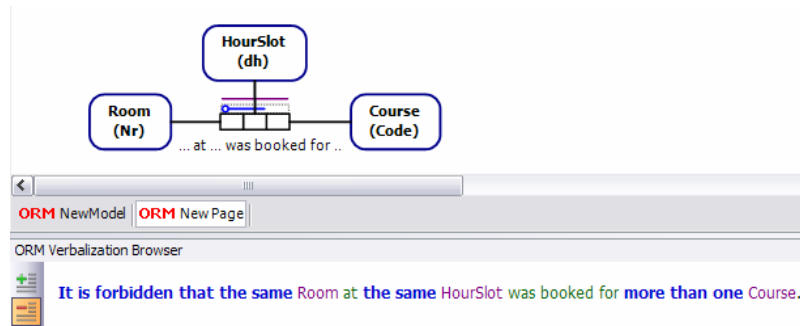 HourSlot
(dh)
Room
(Nr)
Course
(Code)
... at ... was booked for ..
ORM NewModel
ORM New Page
ORM Verbalization Browser
It is forbidden that the same Room at the same HourSlot was booked for more than one Course.